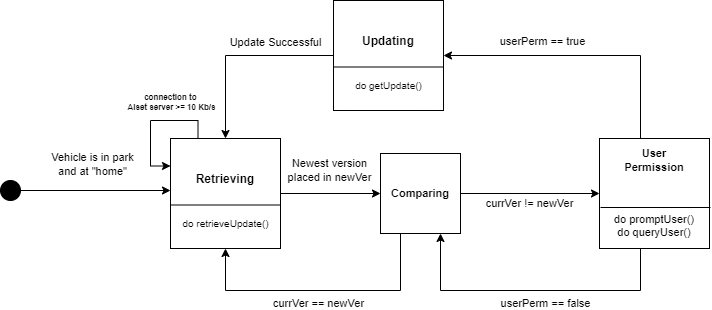 Updating
do getUpdate()
Update Successful
userPerm == true
connection to
Alset server >= 10 Kb/s
Vehicle is in park
and at "home"
Retrieving
do retrieveUpdate()
Newest version
placed in newVer
Comparing
currVer != newVer
User
Permission
do promptUser()
do queryUser()
currVer == newVer
userPerm == false